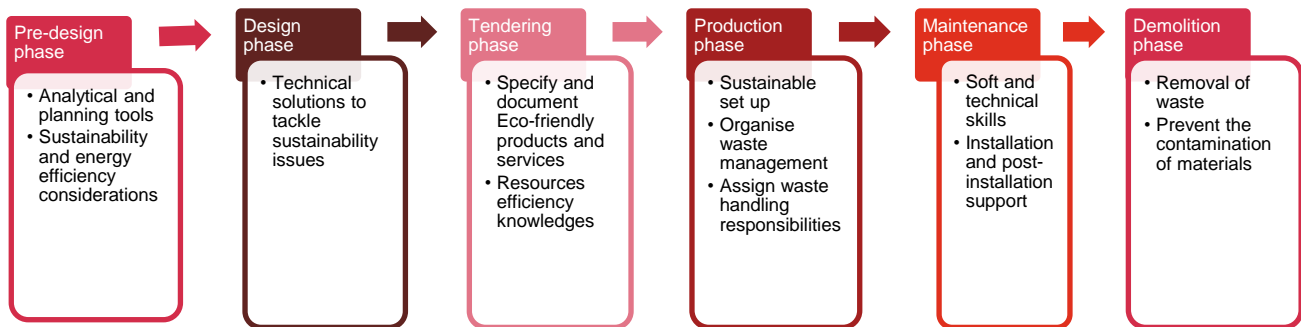 Pre-design
phase
• Analytical and
planning tools
• Sustainability
and energy
efficiency
considerations
Design
phase
• Technical
solutions to
tackle
sustainability
issues
Tendering
phase
• Specify and
document
Eco-friendly
products and
services
• Resources
efficiency
knowledges
Production
phase
• Sustainable
set up
• Organise
waste
management
• Assign waste
handling
responsibilities
Maintenance
phase
• Soft and
technical
skills
• Installation
and post-
installation
support
Demolition
phase
• Removal of
waste
• Prevent the
contamination
of materials